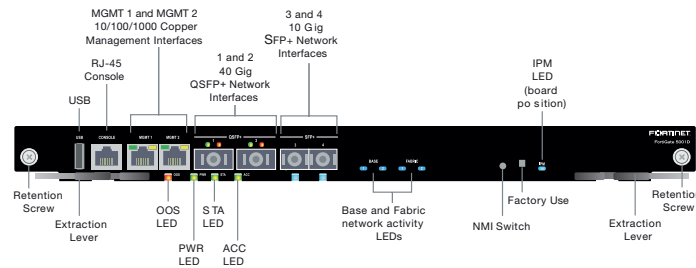 MGMT 1 and MGMT 2
10/100/1000 Copper
Management Interfaces
3 and 4
10 Gig
SFP+ Network
Interfaces
1 and 2
40 Gig
QSFP+ Network
Interfaces
RJ-45
Console
USB
IPM
LED
(board
po sition)
USB
CONSOLE
MGMT 1
MGMT 2
QSFP+
1
2
SFP+
3
4
BASE
FABRIC
IPM
FORTINET
FortiGate 5001D
OOS
PWR
STA
ACC
Retention
Screw
Extraction
Lever
OOS
LED
PWR
LED
S TA
LED
ACC
LED
Base and Fabric
network activity
LEDs
NMI Switch
Factory Use
Extraction
Lever
Retention
Screw